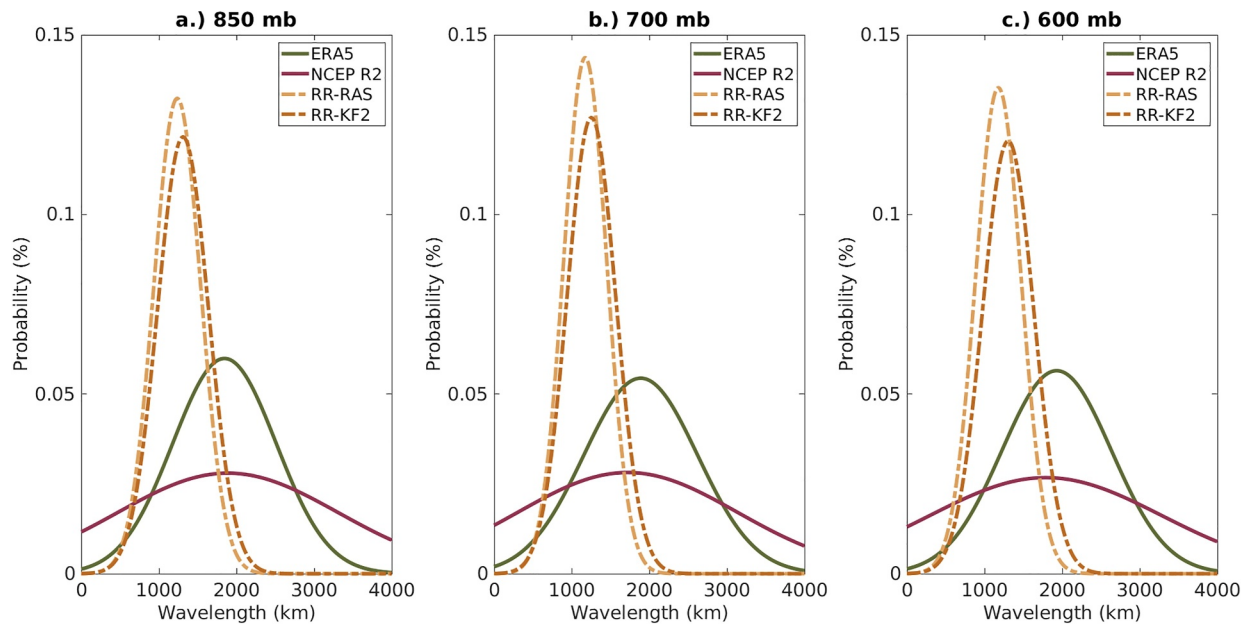 a.) 850 mb
0.15
0.1
0.05
0
Probability (%)
0
1000
2000
3000
4000
Wavelength (km)
ERA5
NCEP R2
RR-RAS
RR-KF2
b.) 700 mb
0.15
0.1
0.05
0
Probability (%)
0
1000
2000
3000
4000
Wavelength (km)
ERA5
NCEP R2
RR-RAS
RR-KF2
c.) 600 mb
0.15
0.1
0.05
0
Probability (%)
0
1000
2000
3000
4000
Wavelength (km)
ERA5
NCEP R2
RR-RAS
RR-KF2